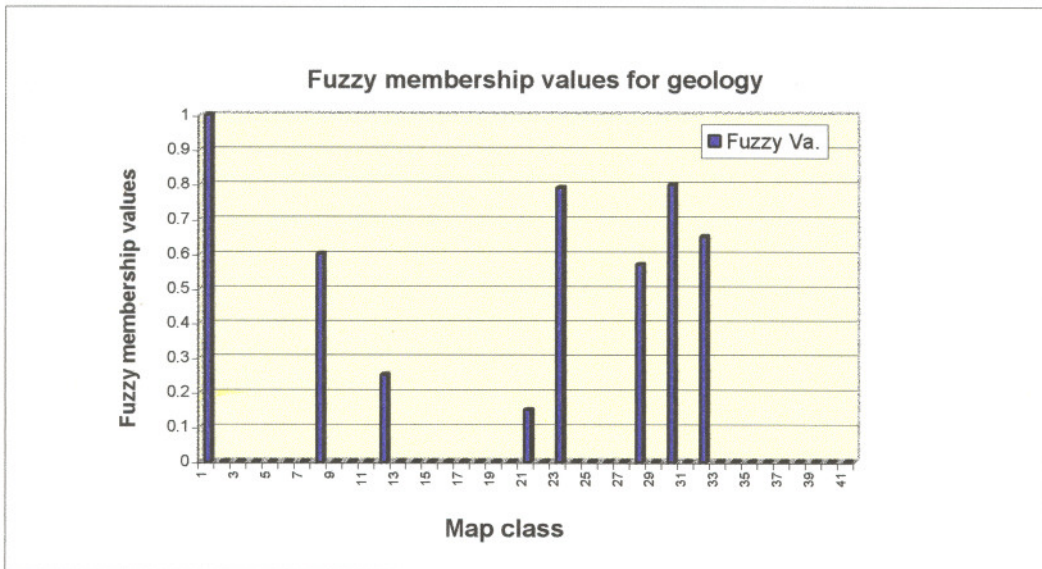 Fuzzy membership values for geology
Fuzzy Va.
Fuzzy membership values
1
0.9
0.8
0.7
0.6
0.5
0.4
0.3
0.2
0.1
0
1 3 5 7 9 11 13 15 17 19 21 23 25 27 29 31 33 35 37 39 41
Map class